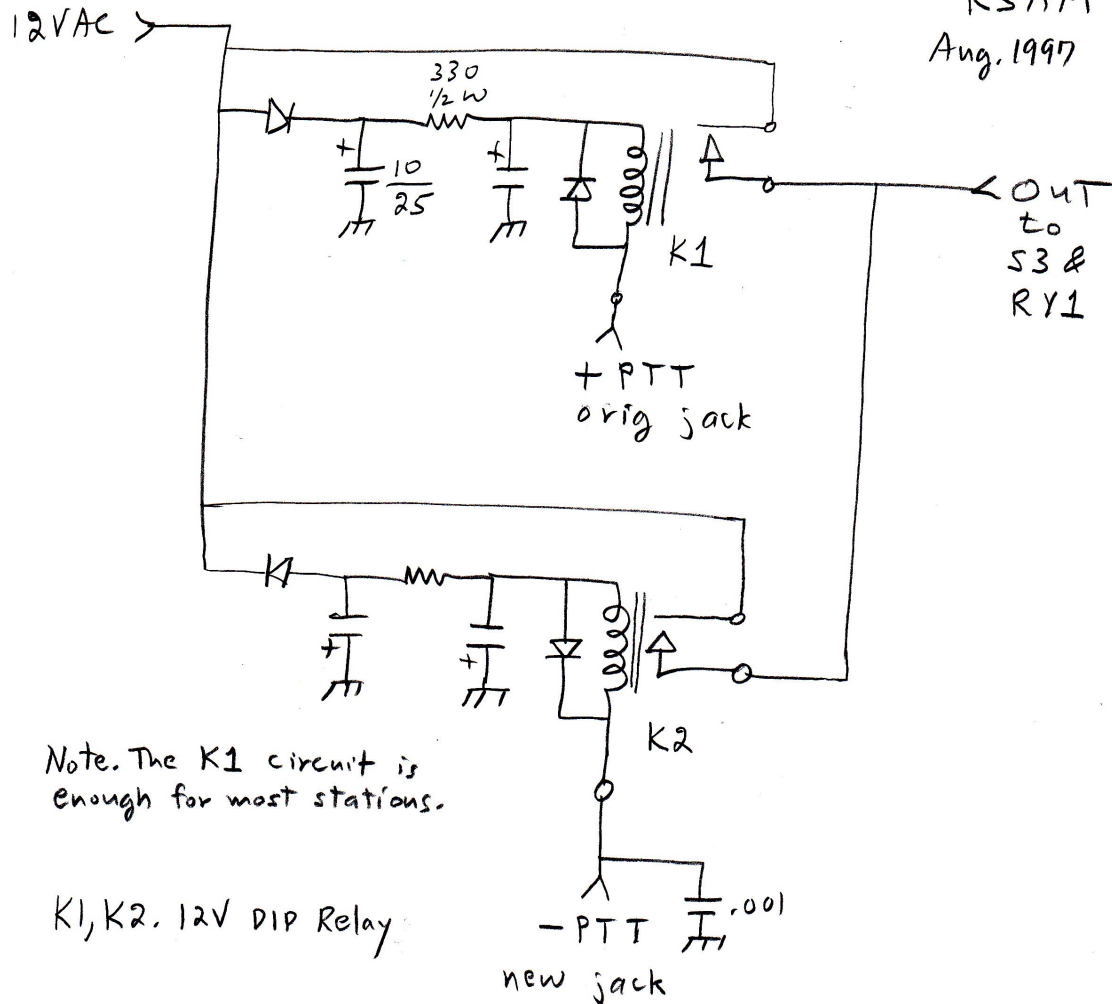 12VAC
Aug. 1997
330
1/2 W
+
10
25
+
K1
OUT
to
S3 &
RY1
+ PTT
orig jack
+
+
K2
Note. The K1 circuit is
enough for most stations.
K1, K2. 12V DIP Relay
.001
- PTT
new jack